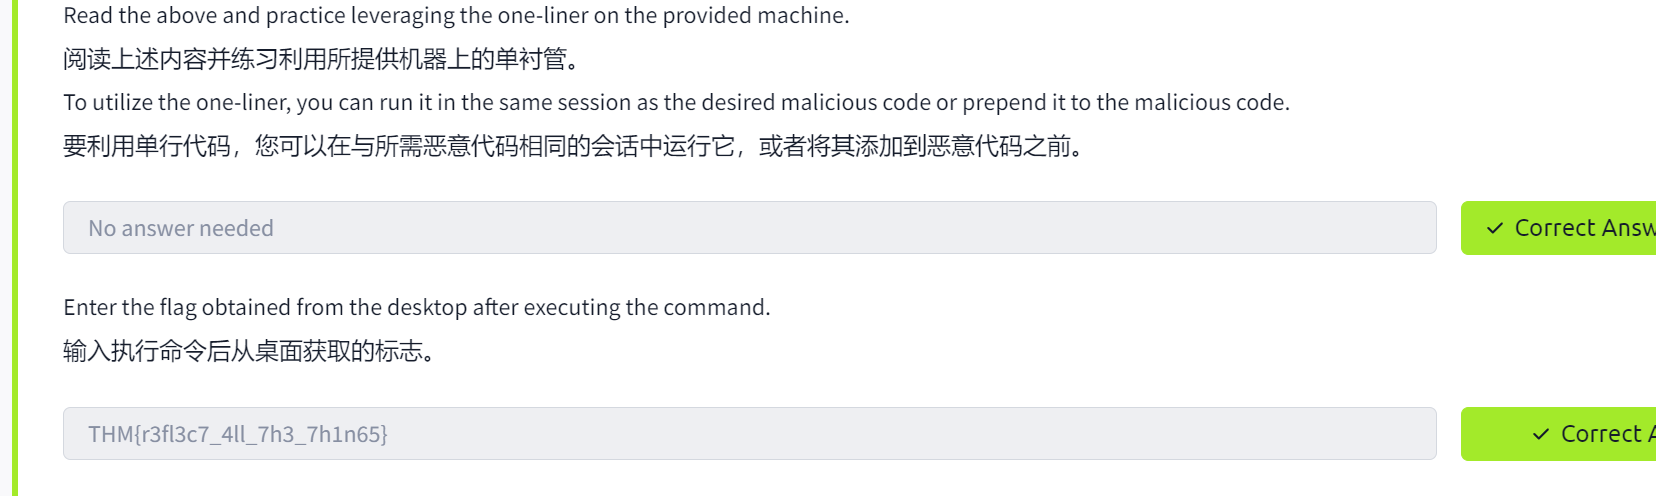 Read the above and practice leveraging the one-liner on the provided machine.
阅读上述内容并练习利用所提供机器上的单衬管。
To utilize the one-liner, you can run it in the same session as the desired malicious code or prepend it to the malicious code.
要利用单行代码，您可以在与所需恶意代码相同的会话中运行它，或者将其添加到恶意代码之前。
No answer needed
✓ Correct Answ
Enter the flag obtained from the desktop after executing the command.
输入执行命令后从桌面获取的标志。
THM{r3fl3c7_4ll_7h3_7h1n65}
✓ Correct A